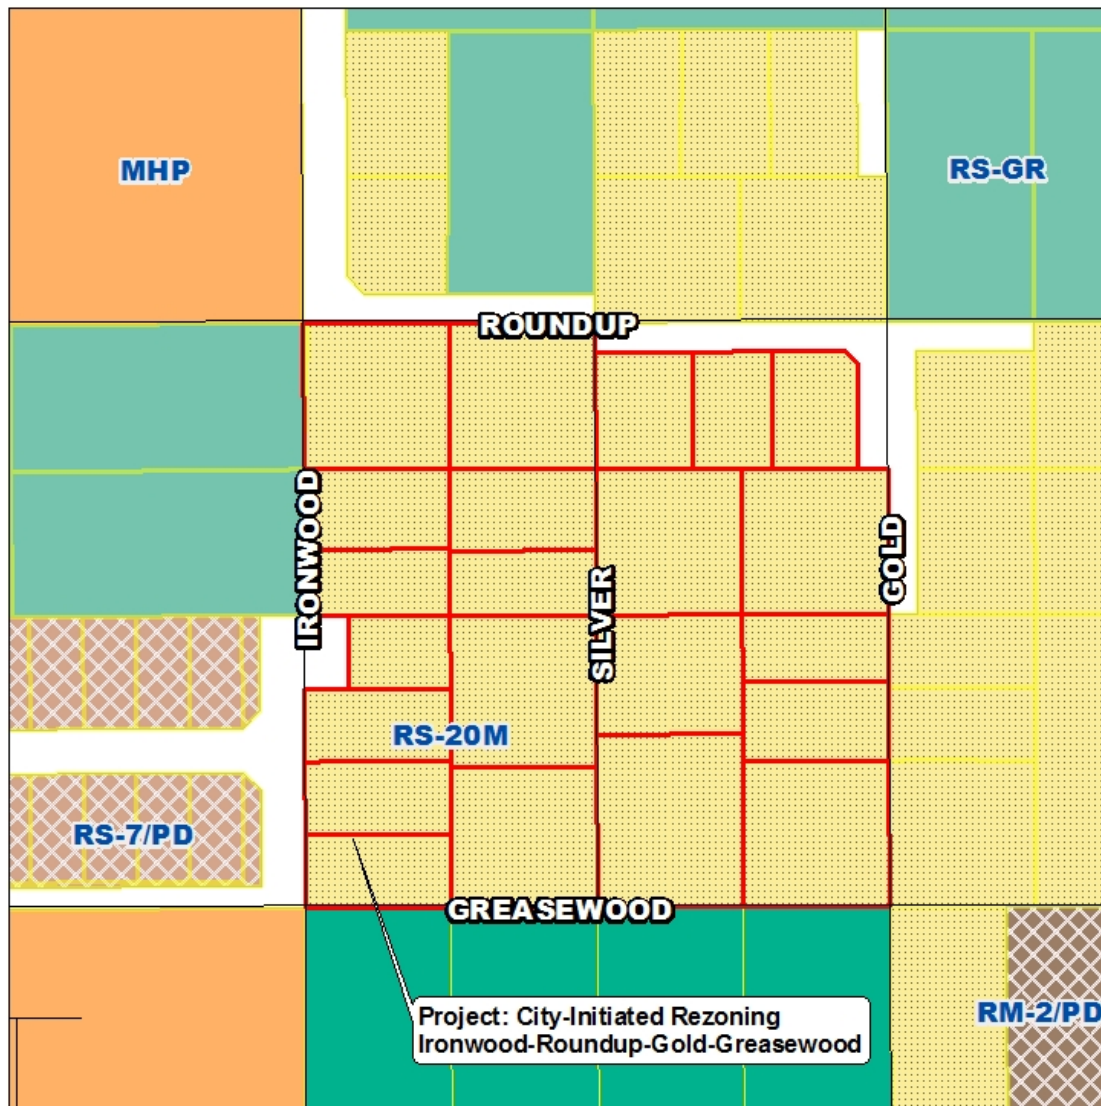 MHP
RS-GR
ROUNDUP
IRONWOOD
GOLD
SILVER
RS-20M
RS-7/PD
GREASEWOOD
RM-2/PD
Project: City-Initiated Rezoning
Ironwood-Roundup-Gold-Greasewood